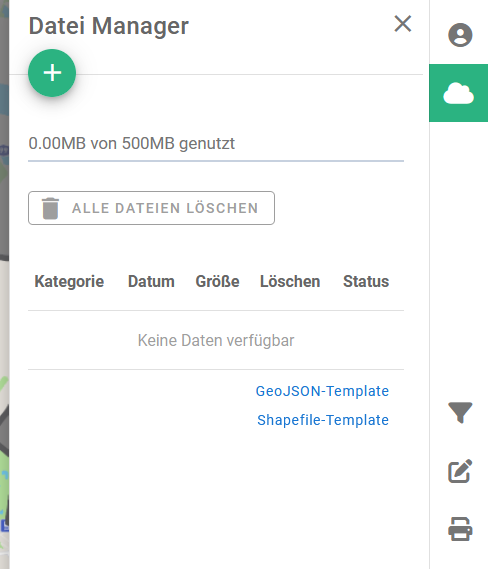 Datei Manager
0.00MB von 500MB genutzt
ALLE DATEIEN LÖSCHEN
Kategorie Datum Größe Löschen Status
Keine Daten verfügbar
GeoJSON-Template
Shapefile-Template